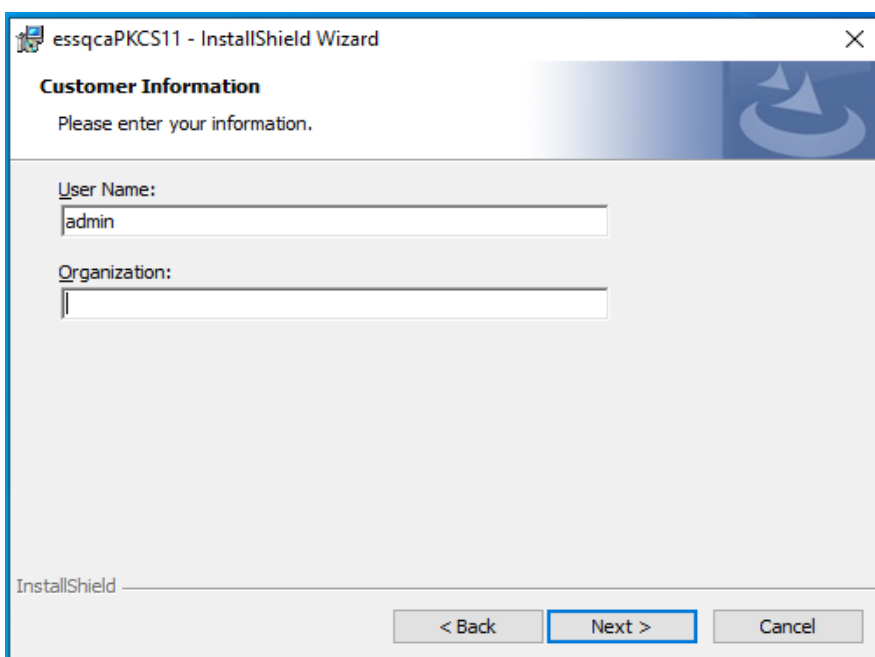 essqcaPKCS11 - InstallShield Wizard
Customer Information
Please enter your information.
User Name:
admin
Organization:
InstallShield
< Back
Next >
Cancel